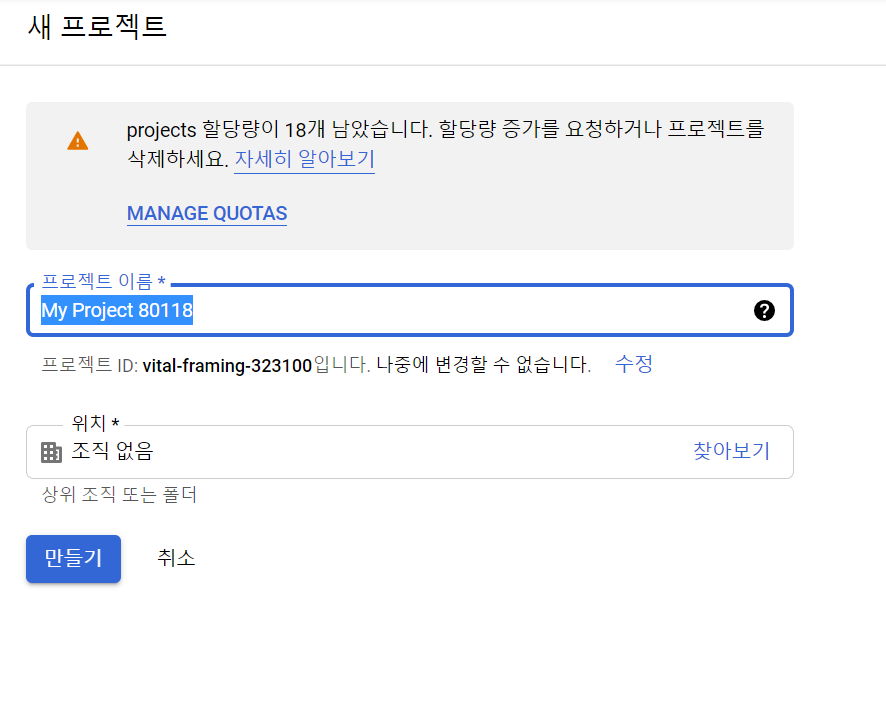 새 프로젝트
projects 할당량이 18개 남았습니다. 할당량 증가를 요청하거나 프로젝트를
삭제하세요. 자세히 알아보기
MANAGE QUOTAS
프로젝트 이름 *
My Project 80118
프로젝트 ID: vital-framing-323100입니다. 나중에 변경할 수 없습니다. 수정
위치 *
조직 없음 찾아보기
상위 조직 또는 폴더
만들기 취소